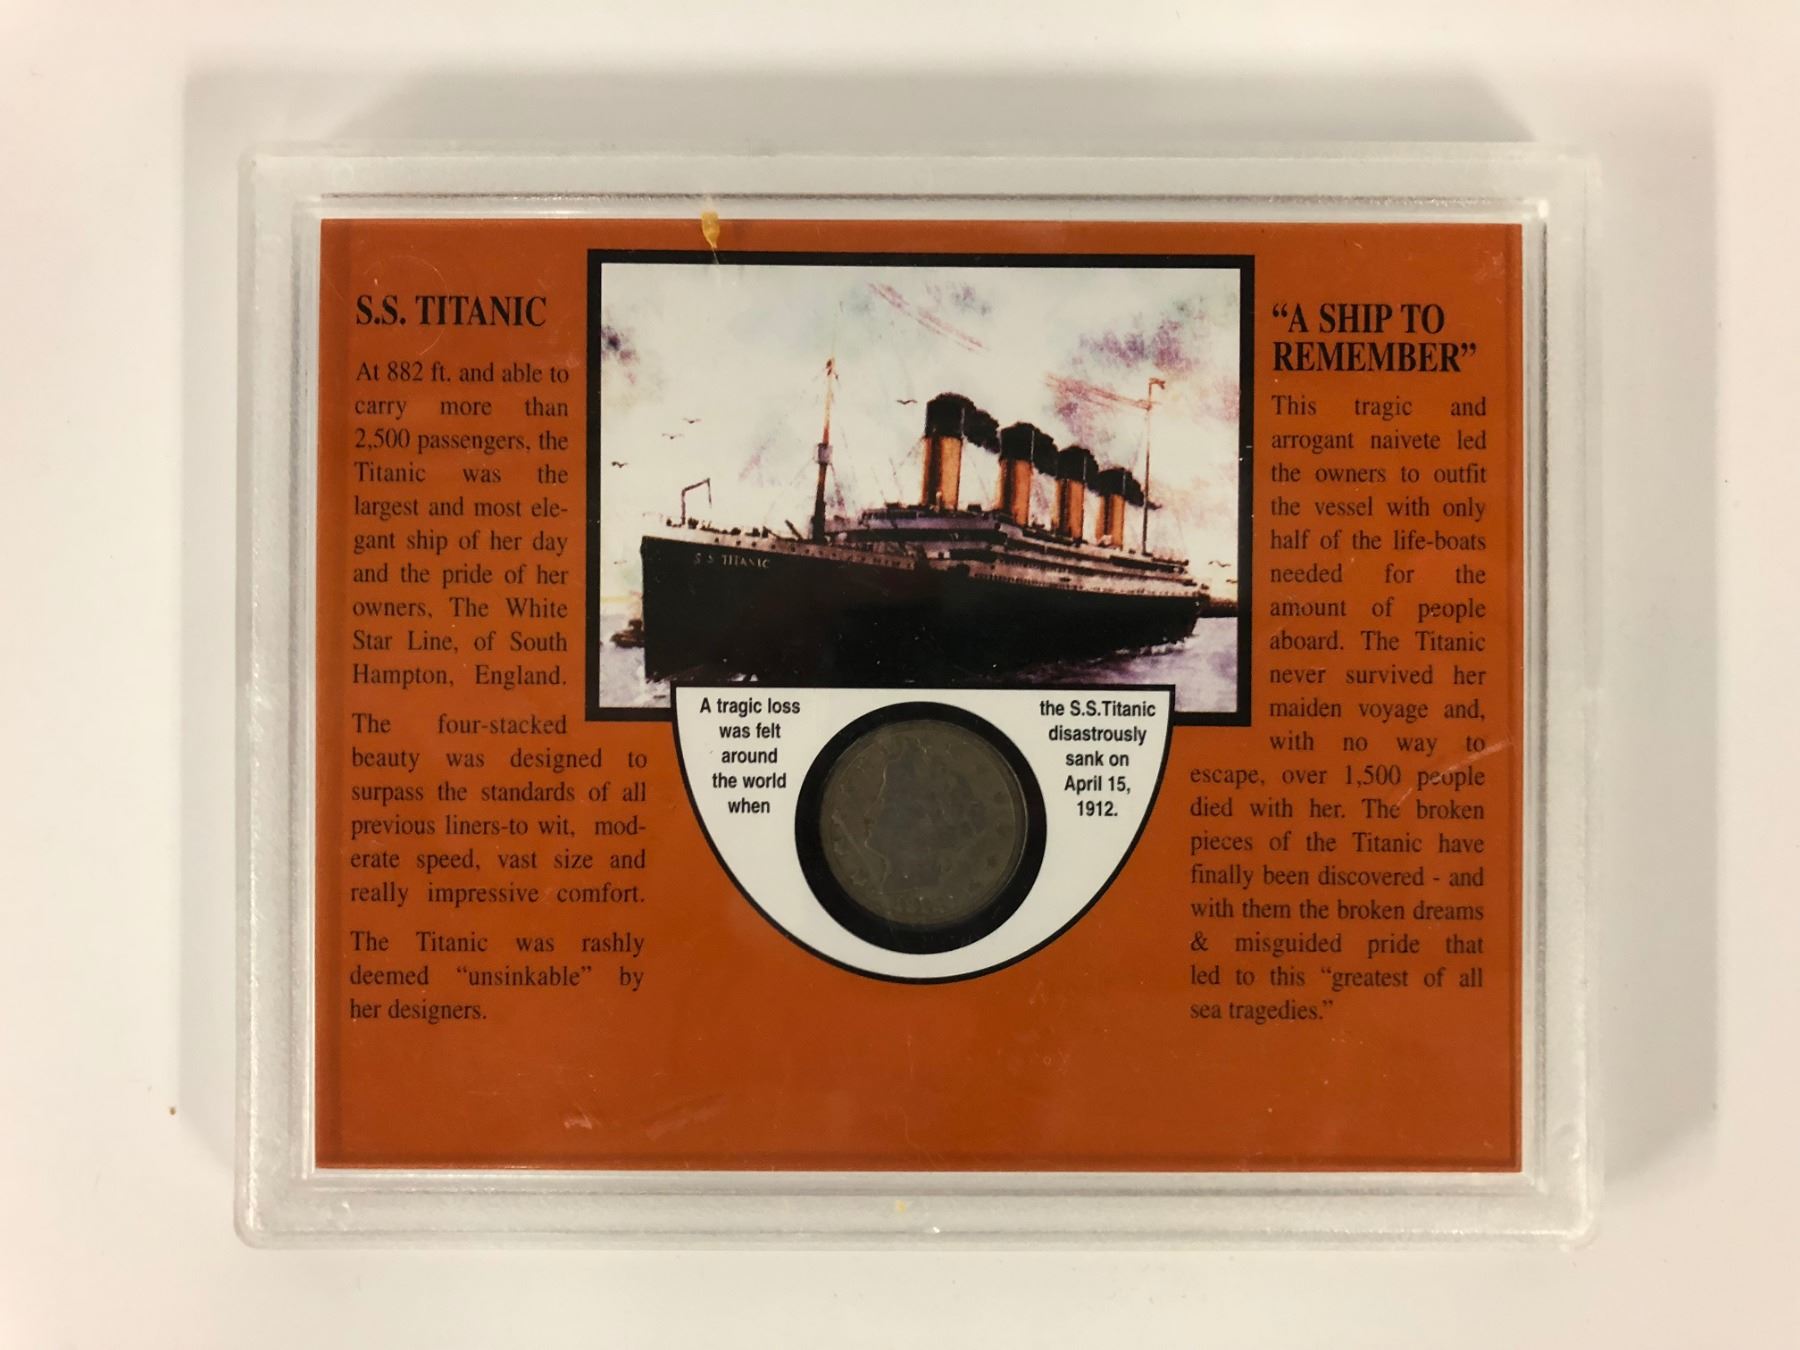 S.S. TITANIC
At 882 ft. and able to
carry more than
2,500 passengers, the
Titanic was the
largest and most ele-
gant ship of her day
and the pride of her
owners, The White
Star Line, of South
Hampton, England.
The four-stacked
beauty was designed to
surpass the standards of all
previous liners-to wit, mod-
erate speed, vast size and
really impressive comfort.
The Titanic was rashly
deemed “unsinkable” by
her designers.
S S TITANIC
A tragic loss
was felt
around
the world
when
the S.S.Titanic
disastrously
sank on
April 15,
1912.
“A SHIP TO
REMEMBER”
This tragic and
arrogant naivete led
the owners to outfit
the vessel with only
half of the life-boats
needed for the
amount of people
aboard. The Titanic
never survived her
maiden voyage and,
with no way to
escape, over 1,500 people
died with her. The broken
pieces of the Titanic have
finally been discovered - and
with them the broken dreams
& misguided pride that
led to this “greatest of all
sea tragedies.”